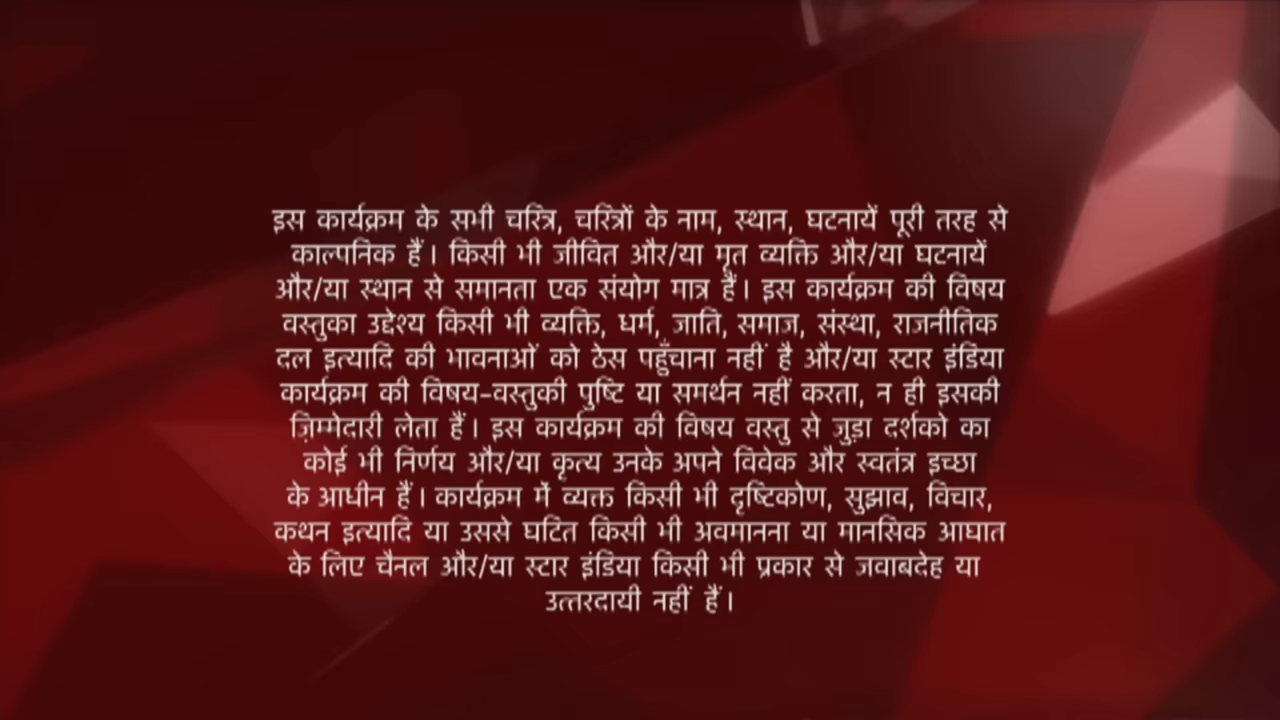 इस कार्यक्रम के सभी चरित्र, चरित्रों के नाम, स्थान, घटनायें पूरी तरह से
काल्पनिक हैं। किसी भी जीवित और/या मृत व्यक्ति और/या घटनायें
और/या स्थान से समानता एक संयोग मात्र हैं। इस कार्यक्रम की विषय
वस्तुका उद्देश्य किसी भी व्यक्ति, धर्म, जाति, समाज, संस्था, राजनीतिक
दल इत्यादि की भावनाओं को ठेस पहुँचाना नहीं है और/या स्टार इंडिया
कार्यक्रम की विषय-वस्तुकी पुष्टि या समर्थन नहीं करता, न ही इसकी
ज़िम्मेदारी लेता हैं। इस कार्यक्रम की विषय वस्तु से जुड़ा दर्शको का
कोई भी निर्णय और/या कृत्य उनके अपने विवेक और स्वतंत्र इच्छा
के आधीन हैं। कार्यक्रम में व्यक्त किसी भी दृष्टिकोण, सुझाव, विचार,
कथन इत्यादि या उससे घटित किसी भी अवमानना या मानसिक आघात
के लिए चैनल और/या स्टार इंडिया किसी भी प्रकार से जवाबदेह या
उत्तरदायी नहीं हैं।